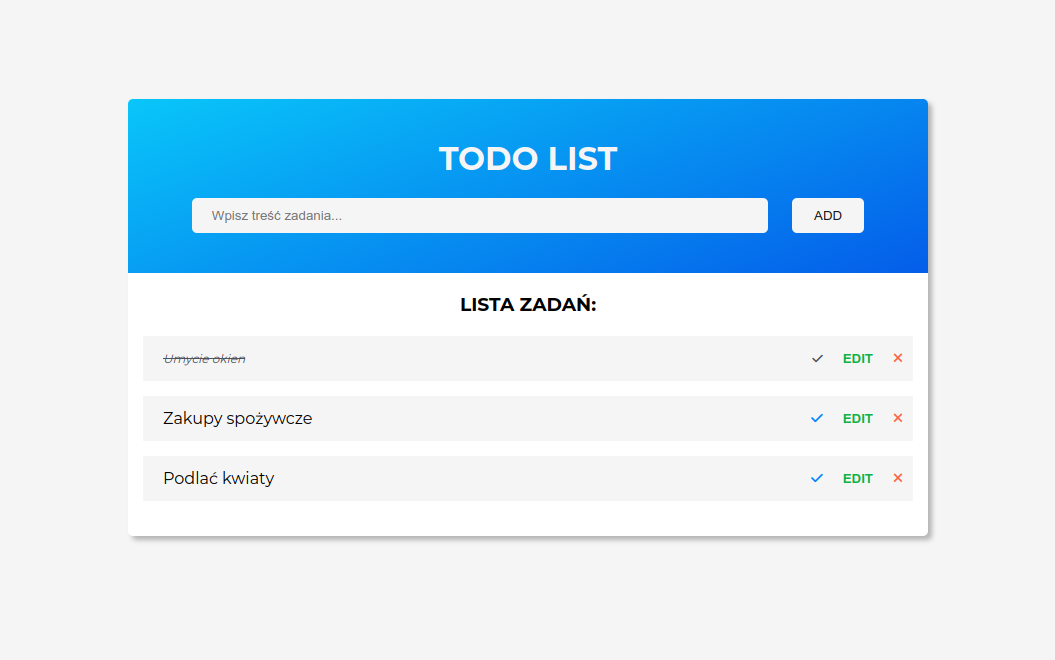 TODO LIST
Wpisz treść zadania...
ADD
LISTA ZADAŃ:
Umycie okien
EDIT
Zakupy spożywcze
EDIT
Podlać kwiaty
EDIT